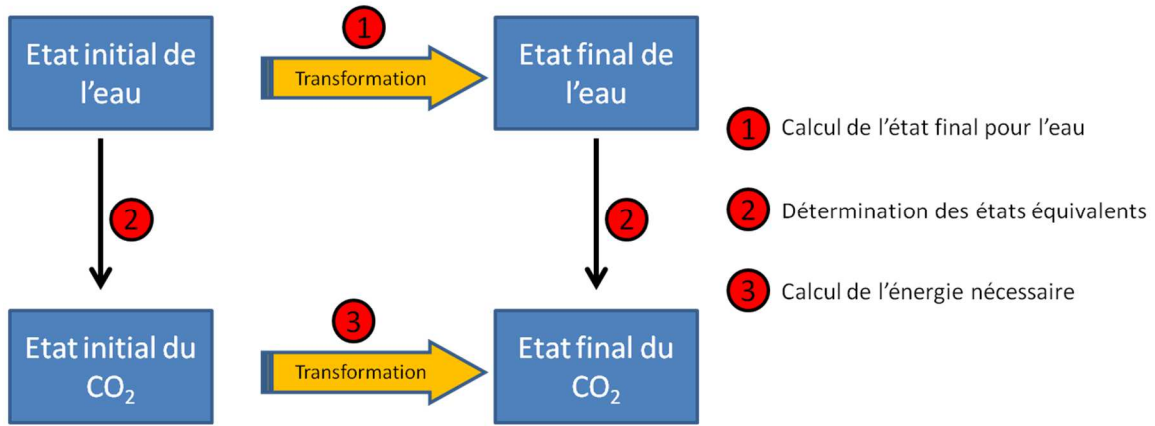 Etat initial de
l'eau
1
Transformation
Etat final de
l'eau
1 Calcul de l'état final pour l'eau
2
2
2 Détermination des états équivalents
3 Calcul de l'énergie nécessaire
Etat initial du
CO₂
3
Transformation
Etat final du
CO₂